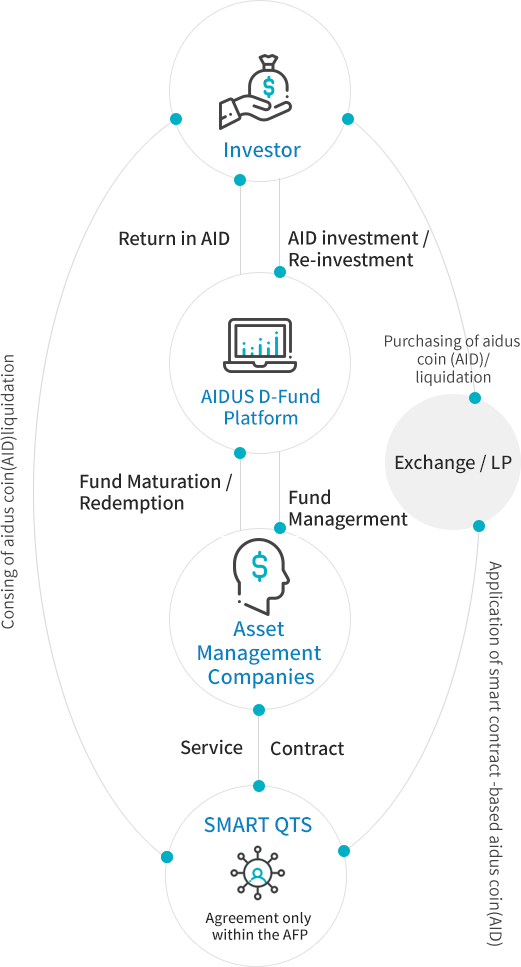 Investor
Return in AID
AID investment /
Re-investment
Purchasing of aidus
coin (AID)/
liquidation
AIDUS D-Fund
Platform
Exchange / LP
Fund Maturation /
Redemption
Fund
Managerment
Consing of aidus coin(AID)liquidation
Asset
Management
Companies
Application of smart contract -based aidus coin(AID)
Service
Contract
SMART QTS
Agreement only
within the AFP